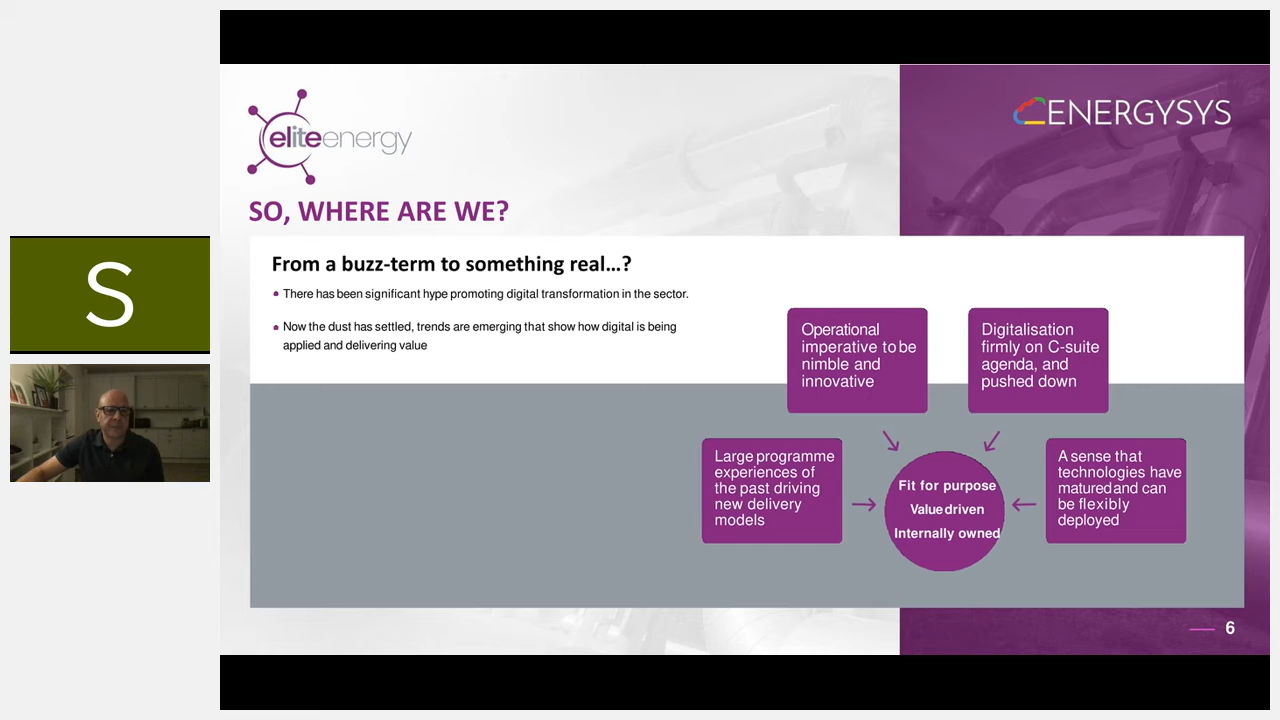 S
eliteenergy
ENERGYSYS
SO, WHERE ARE WE?
From a buzz-term to something real...?
There has been significant hype promoting digital transformation in the sector.
Now the dust has settled, trends are emerging that show how digital is being
applied and delivering value
Operational
imperative to be
nimble and
innovative
Digitalisation
firmly on C-suite
agenda, and
pushed down
Large programme
experiences of
the past driving
new delivery
models
Fit for purpose
Value driven
Internally owned
A sense that
technologies have
matured and can
be flexibly
deployed
6